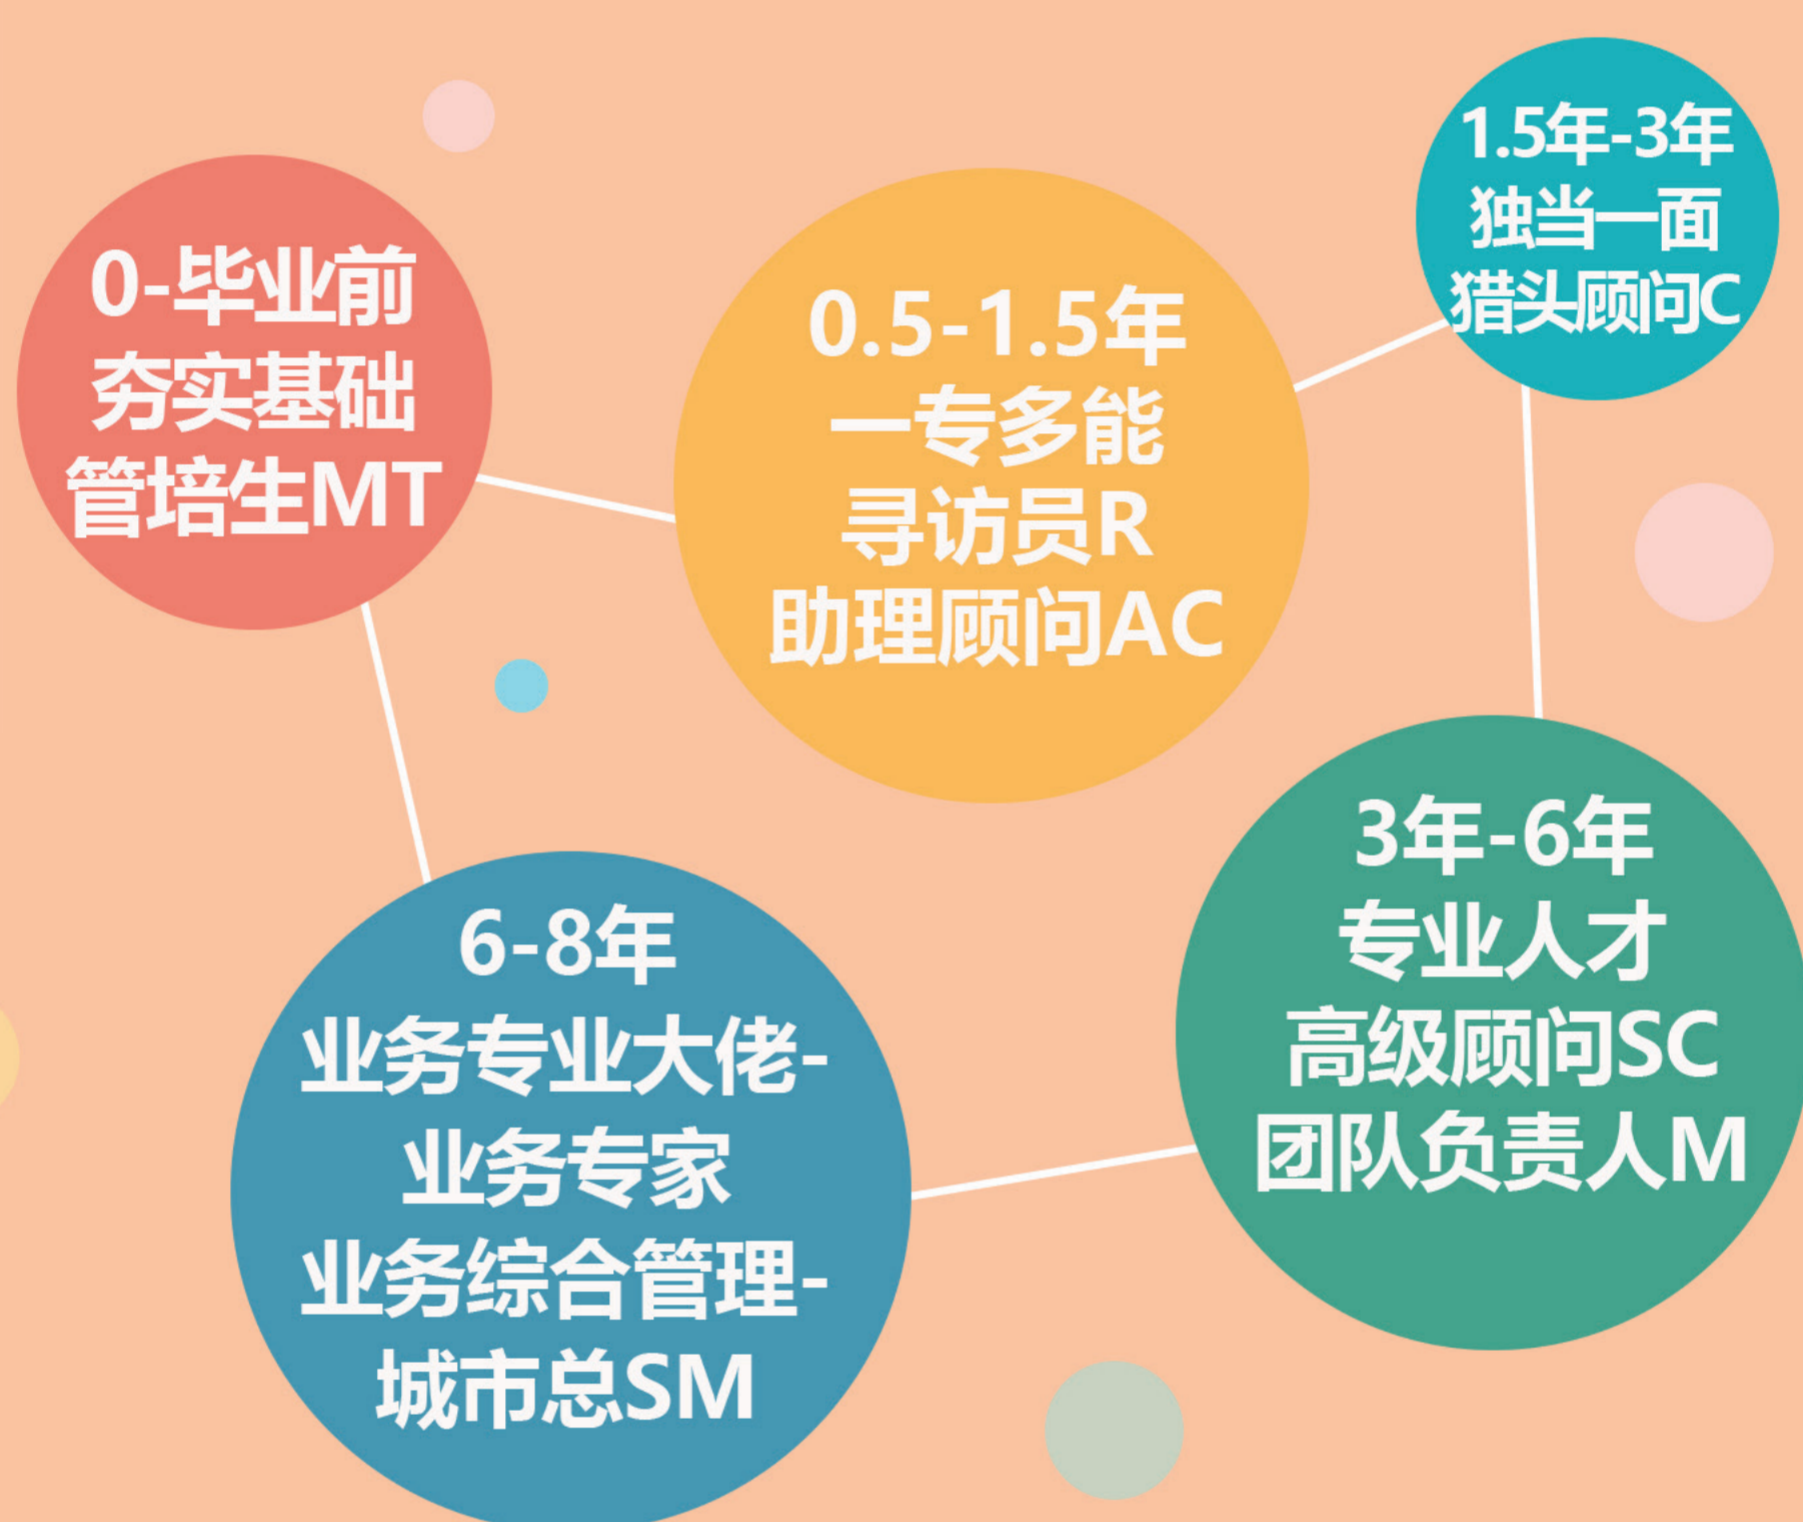 0-毕业前
夯实基础
管培生MT
0.5-1.5年
一专多能
寻访员R
助理顾问AC
1.5年-3年
独当一面
猎头顾问C
3年-6年
专业人才
高级顾问SC
团队负责人M
6-8年
业务专业大佬-
业务专家
业务综合管理-
城市总SM